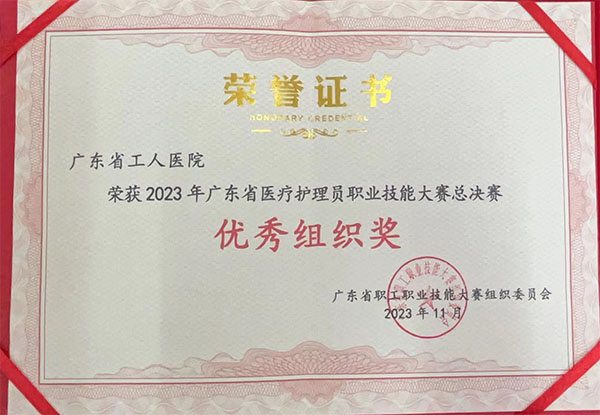 荣誉证书
HONORARY CREDENTIAL
广东省工人医院
荣获2023年广东省医疗护理员职业技能大赛总决赛
优秀组织奖
广东省职工职业技能大赛组织委员会
2023年11月